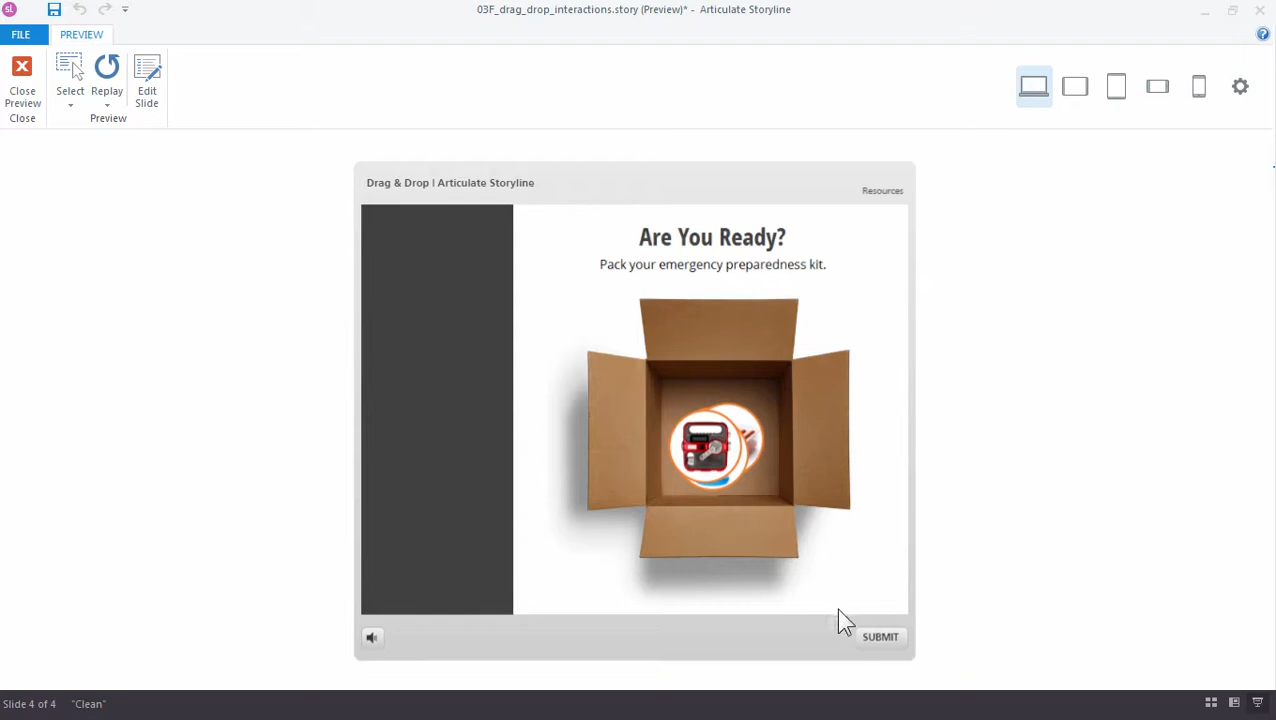 sl
03F_drag_drop_interactions.story (Preview)* - Articulate Storyline
FILE
PREVIEW
?
Close
Preview
Select
Replay
Edit
Slide
Close
Preview
Drag & Drop | Articulate Storyline
Resources
Are You Ready?
Pack your emergency preparedness kit.
SUBMIT
Slide 4 of 4
"Clean"